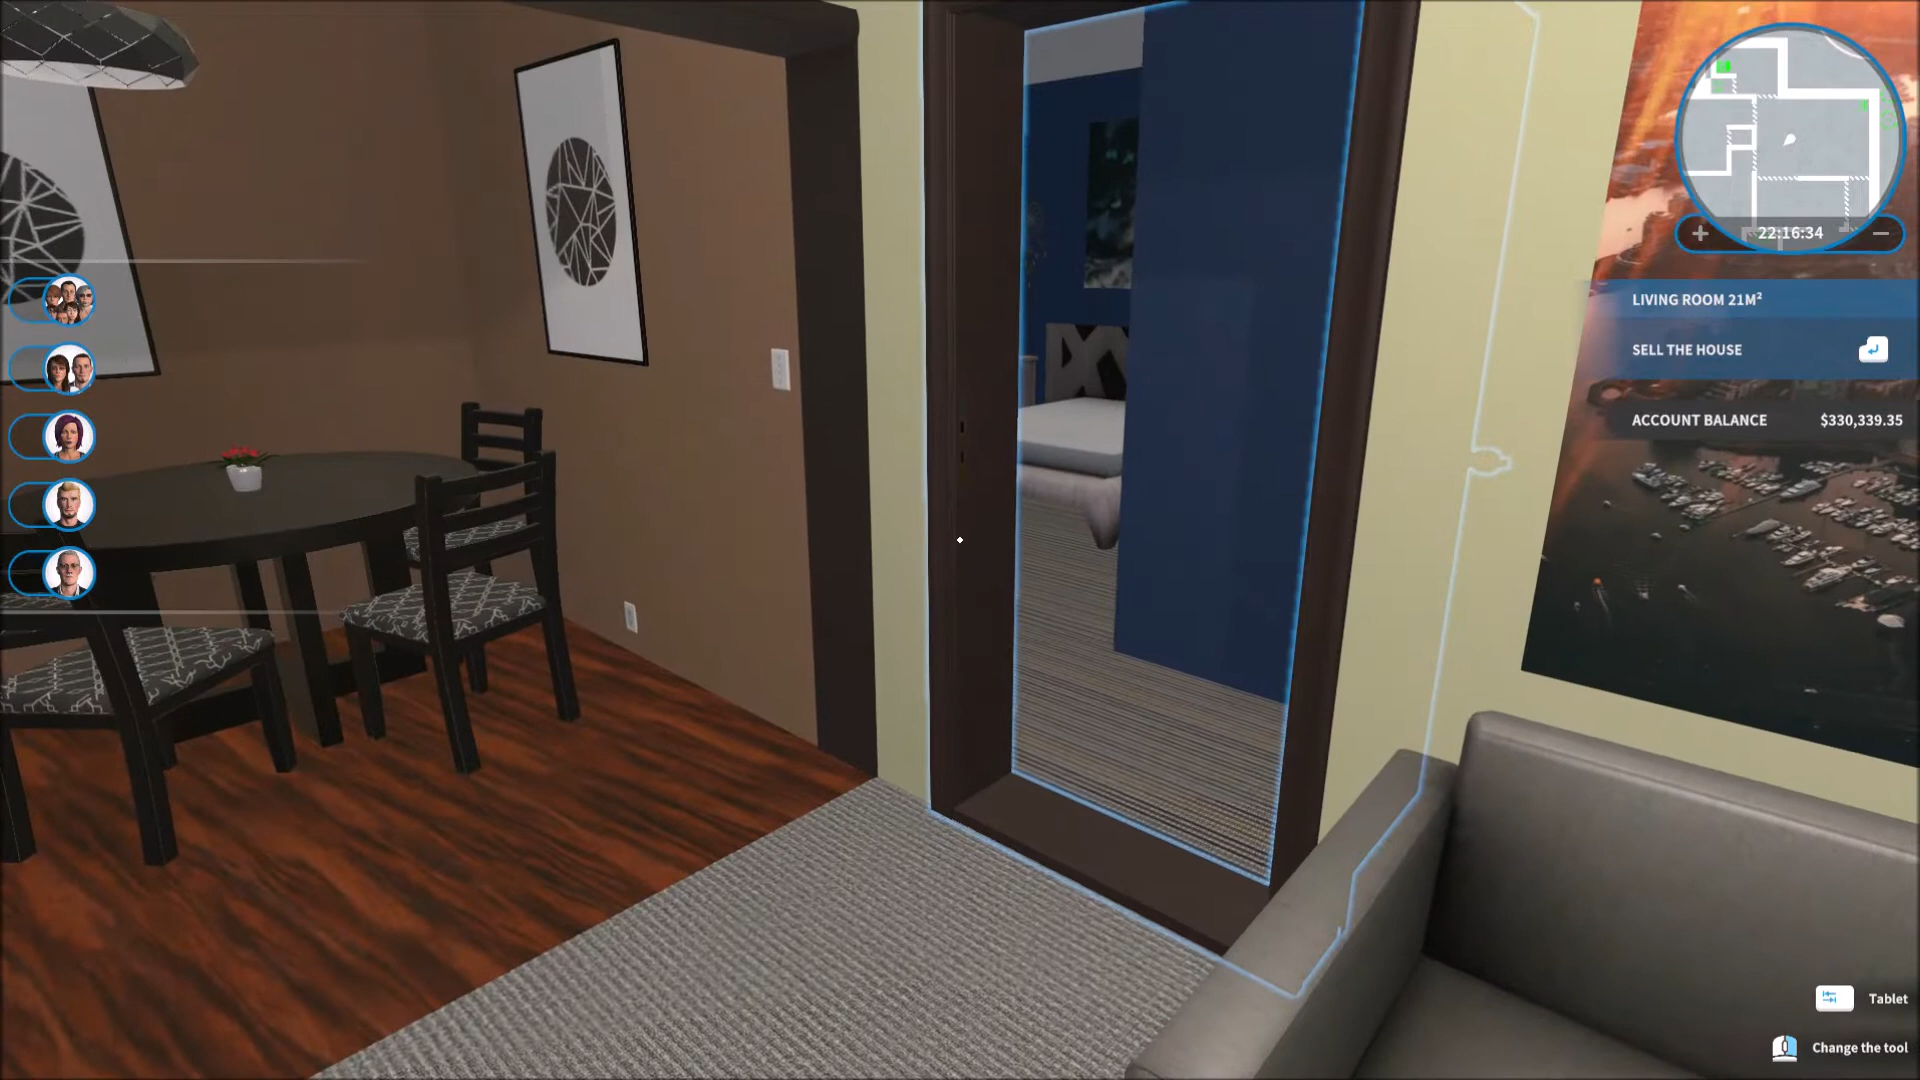 22:16:34
LIVING ROOM 21M²
SELL THE HOUSE
ACCOUNT BALANCE $330,339.35
Tablet
Change the tool